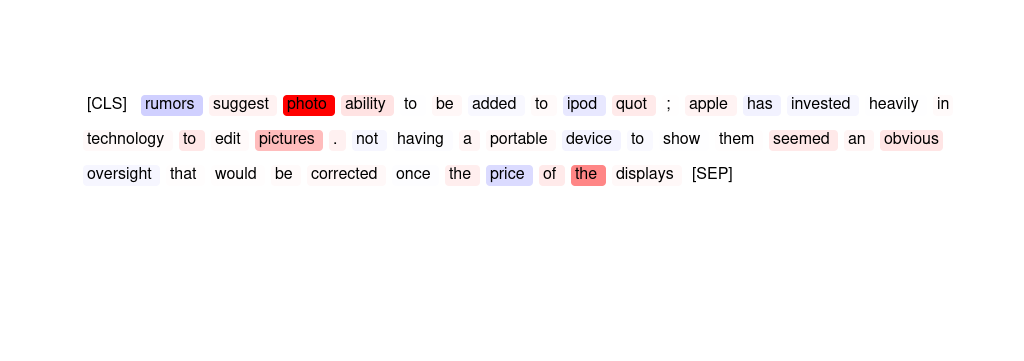 [CLS] rumors suggest photo ability to be added to ipod quot ; apple has invested heavily in
technology to edit pictures . not having a portable device to show them seemed an obvious
oversight that would be corrected once the price of the displays [SEP]